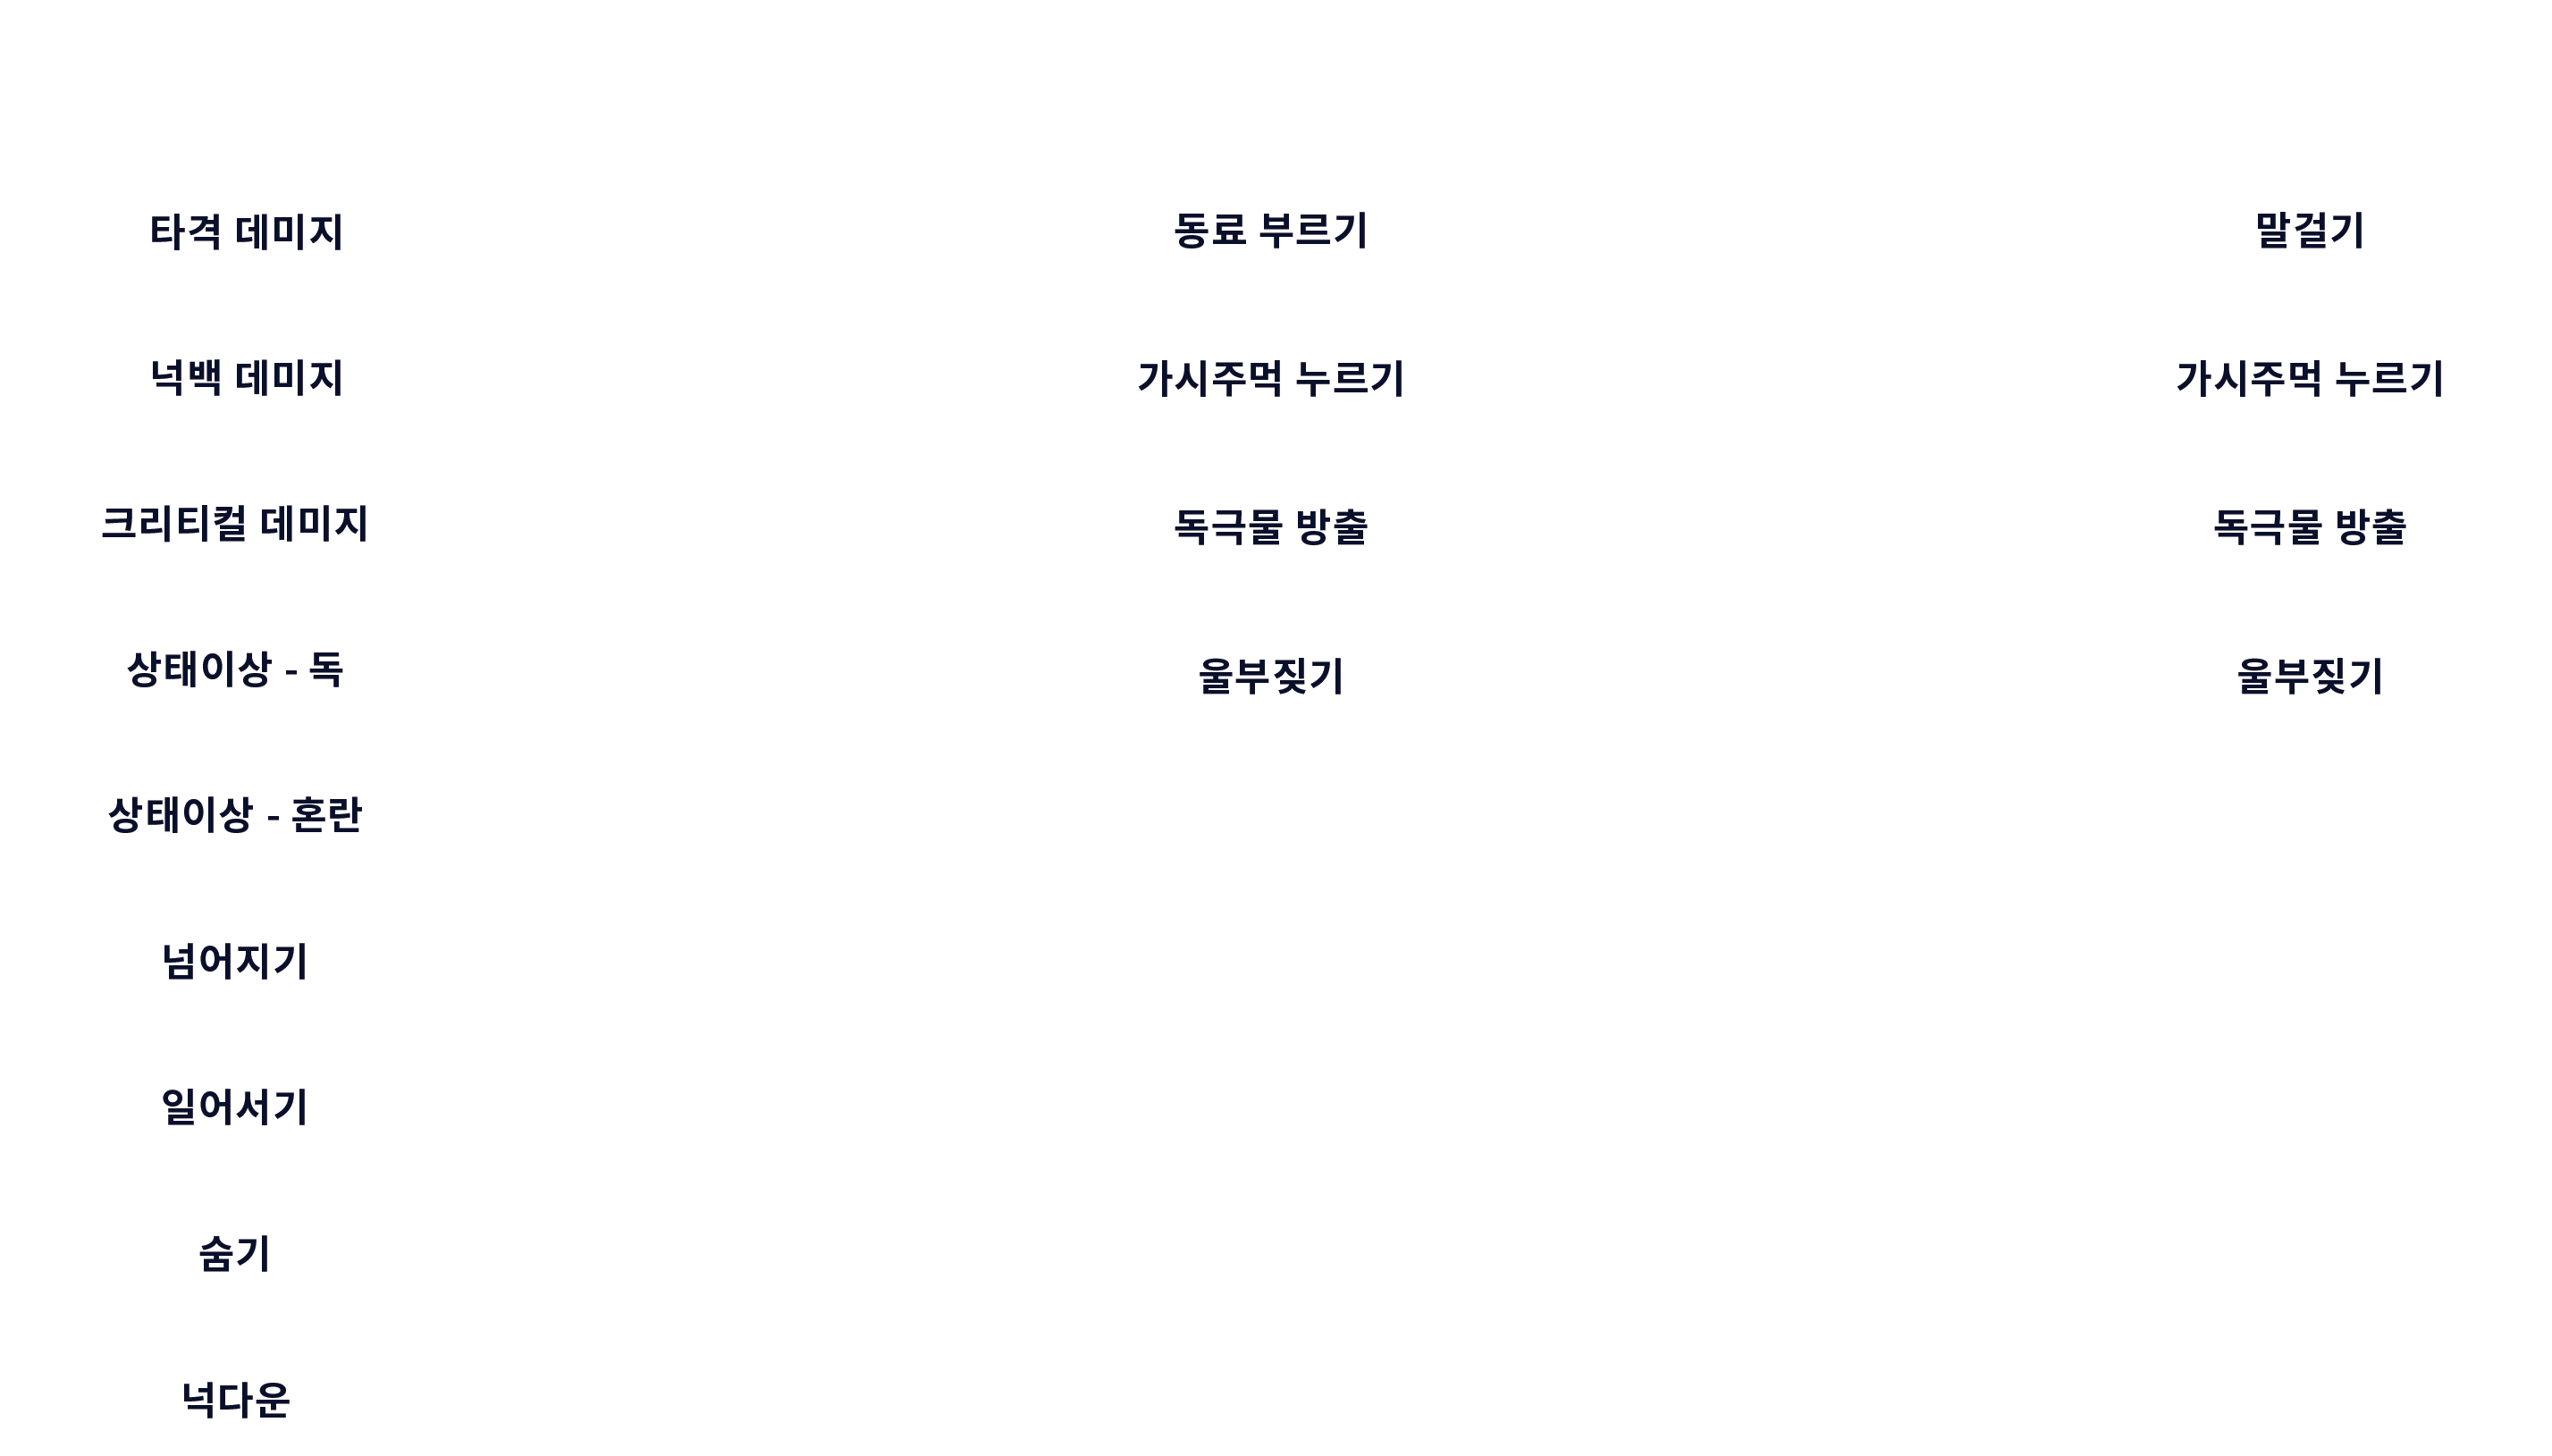 타격 데미지
넉백 데미지
크리티컬 데미지
상태이상 - 독
상태이상 - 혼란
넘어지기
일어서기
숨기
넉다운
동료 부르기
가시주먹 누르기
독극물 방출
울부짖기
말걸기
가시주먹 누르기
독극물 방출
울부짖기